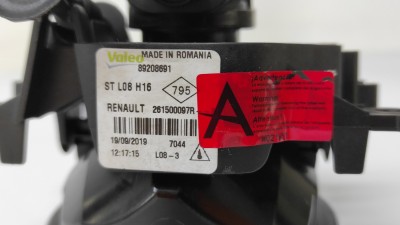 Valeo MADE IN ROMANIA
89208691
ST L08 H16 795
RENAULT 261500097R
19/09/2019 7044
12:17:15 L08-3
A